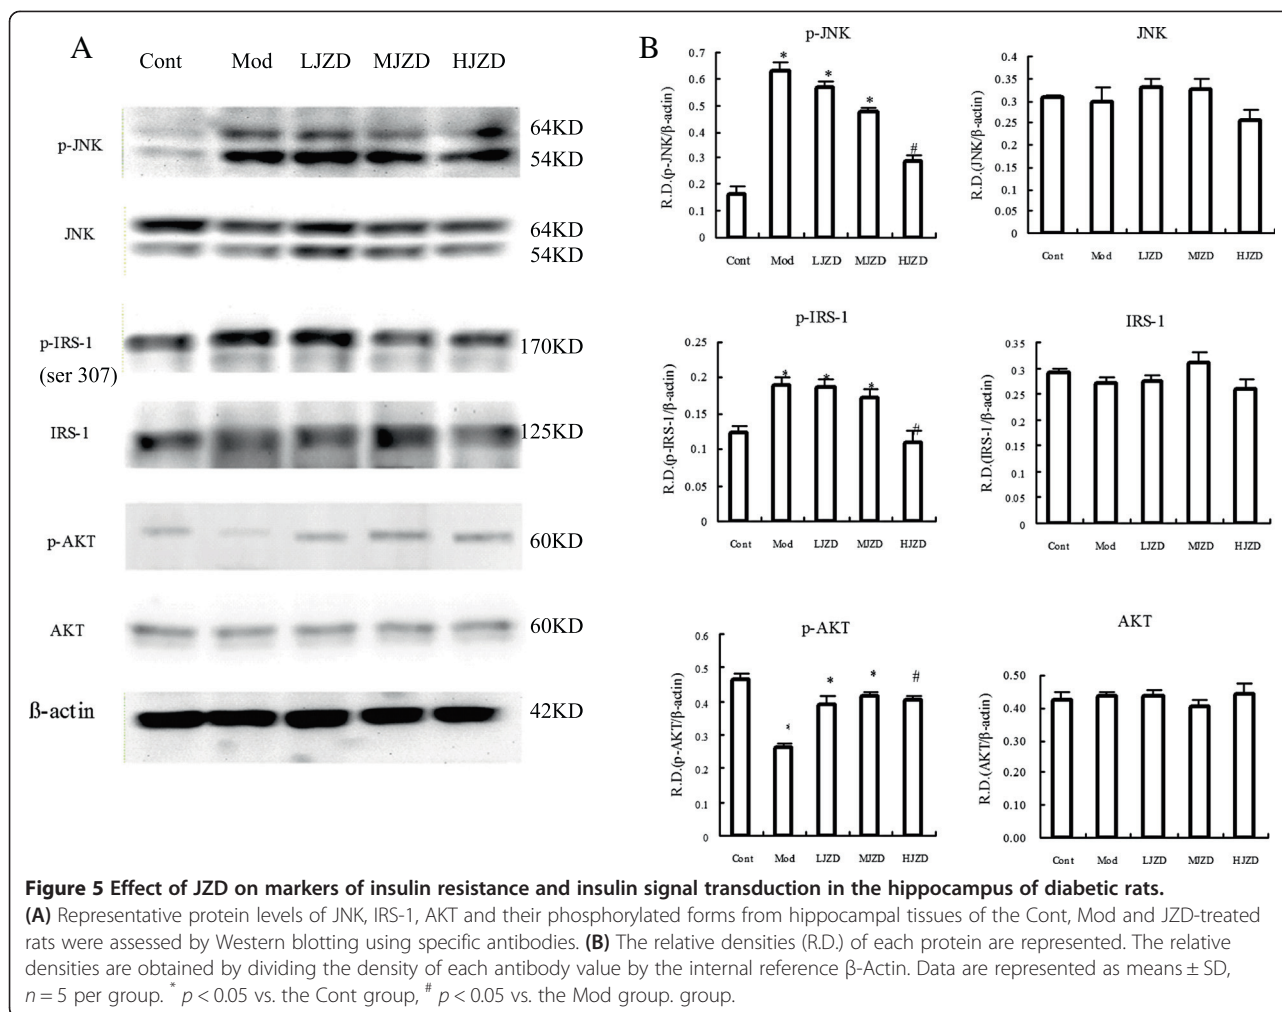 A
Cont Mod LJZD MJZD HJZD
p-JNK
64KD
54KD
JNK
64KD
54KD
p-IRS-1
(ser 307)
170KD
IRS-1
125KD
p-AKT
60KD
AKT
60KD
ß-actin
42KD
B
p-JNK
R.D.(p-JNK/β-actin)
0.7
0.6
0.5
0.4
0.3
0.2
0.1
0
* * * #
Cont Mod LJZD MJZD HJZD
JNK
R.D.(JNK/β-actin)
0.4
0.35
0.3
0.25
0.2
0.15
0.1
0.05
0
Cont Mod LJZD MJZD HJZD
p-IRS-1
R.D.(p-IRS-1/β-actin)
0.25
0.2
0.15
0.1
0.05
0
* * * #
Cont Mod LJZD MJZD HJZD
IRS-1
R.D.(IRS-1/β-actin)
0.35
0.3
0.25
0.2
0.15
0.1
0.05
0
Cont Mod LJZD MJZD HJZD
p-AKT
R.D.(p-AKT/β-actin)
0.6
0.5
0.4
0.3
0.2
0.1
0
* * * #
Cont Mod LJZD MJZD HJZD
AKT
R.D.(AKT/β-actin)
0.50
0.40
0.30
0.20
0.10
0.00
Cont Mod LJZD MJZD HJZD
Figure 5 Effect of JZD on markers of insulin resistance and insulin signal transduction in the hippocampus of diabetic rats.
(A) Representative protein levels of JNK, IRS-1, AKT and their phosphorylated forms from hippocampal tissues of the Cont, Mod and JZD-treated
rats were assessed by Western blotting using specific antibodies. (B) The relative densities (R.D.) of each protein are represented. The relative
densities are obtained by dividing the density of each antibody value by the internal reference β-Actin. Data are represented as means ± SD,
n = 5 per group. * p < 0.05 vs. the Cont group, # p < 0.05 vs. the Mod group. group.